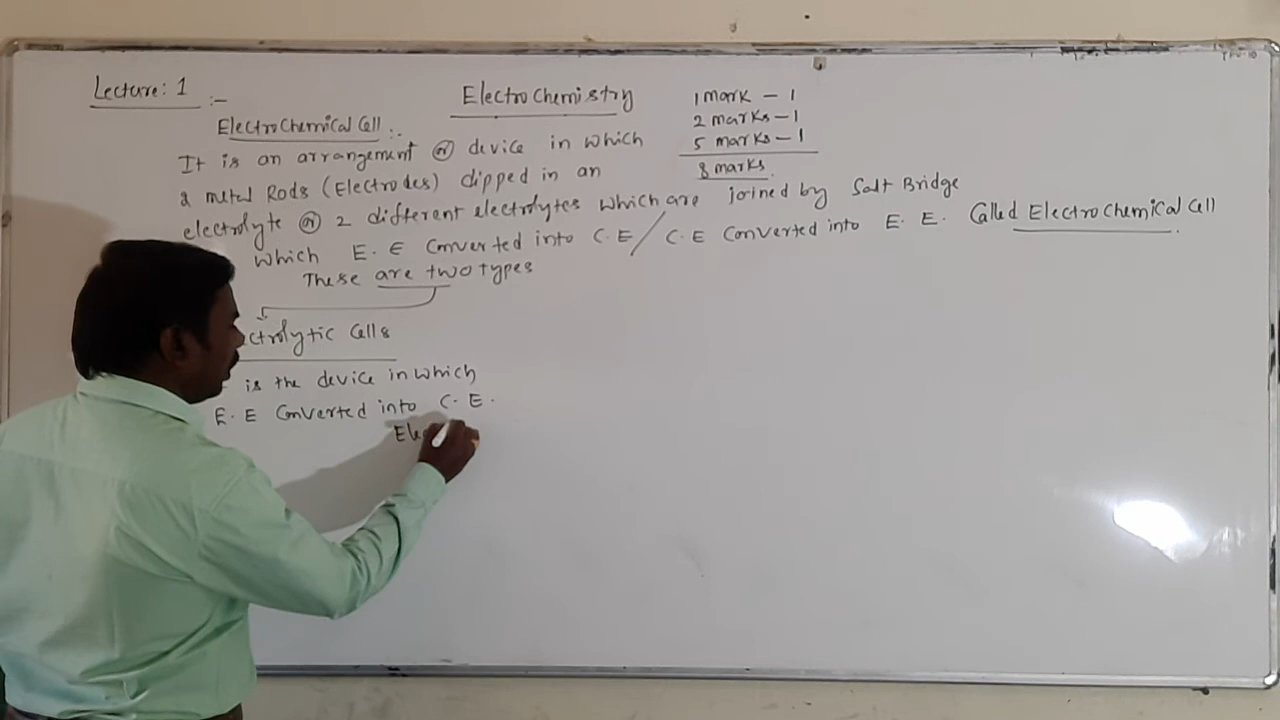 Lecture: 1 :-
ElectroChemistry
1 mark - 1
2 marks - 1
5 marks - 1
8 marks.
ElectroChemical Cell :-
It is an arrangement or device in which
2 metal Rods (Electrodes) dipped in an
electrolyte or 2 different electrolytes which are joined by Salt Bridge
which E.E Converted into C.E / C.E Converted into E.E. Called ElectroChemical Cell.
These are two types
ctrolytic Cells
is the device in which
E.E Converted into C.E.
Ele